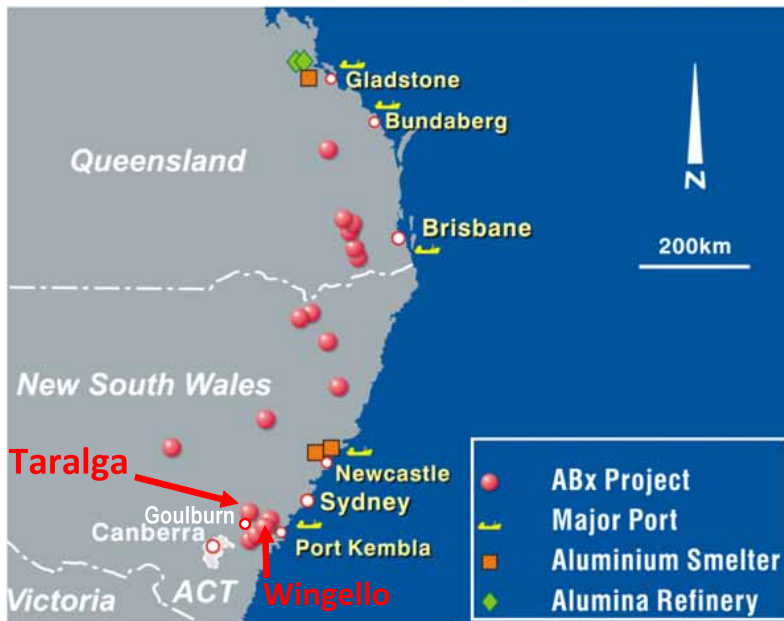 Gladstone
Bundaberg
Queensland
N
Brisbane
200km
New South Wales
Taralga
Newcastle
Sydney
Goulburn
Canberra
Port Kembla
ACT
Wingello
Victoria
ABx Project
Major Port
Aluminium Smelter
Alumina Refinery